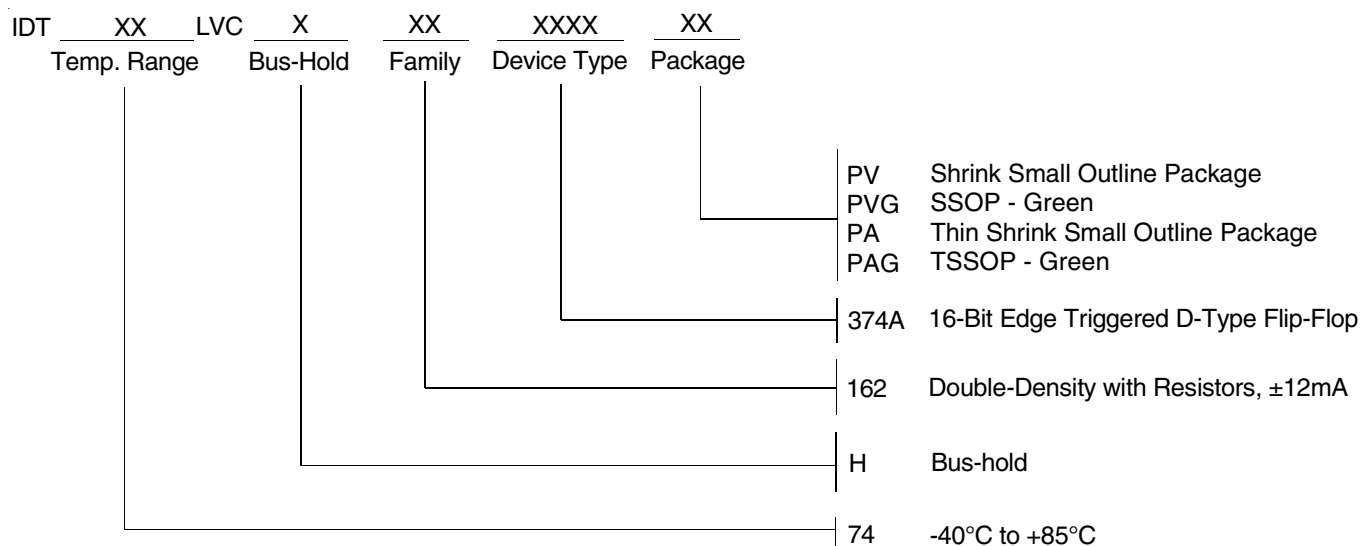 IDT XX LVC X XX XXXX XX
Temp. Range Bus-Hold Family Device Type Package
PV Shrink Small Outline Package
PVG SSOP - Green
PA Thin Shrink Small Outline Package
PAG TSSOP - Green
374A 16-Bit Edge Triggered D-Type Flip-Flop
162 Double-Density with Resistors, ±12mA
H Bus-hold
74 -40°C to +85°C